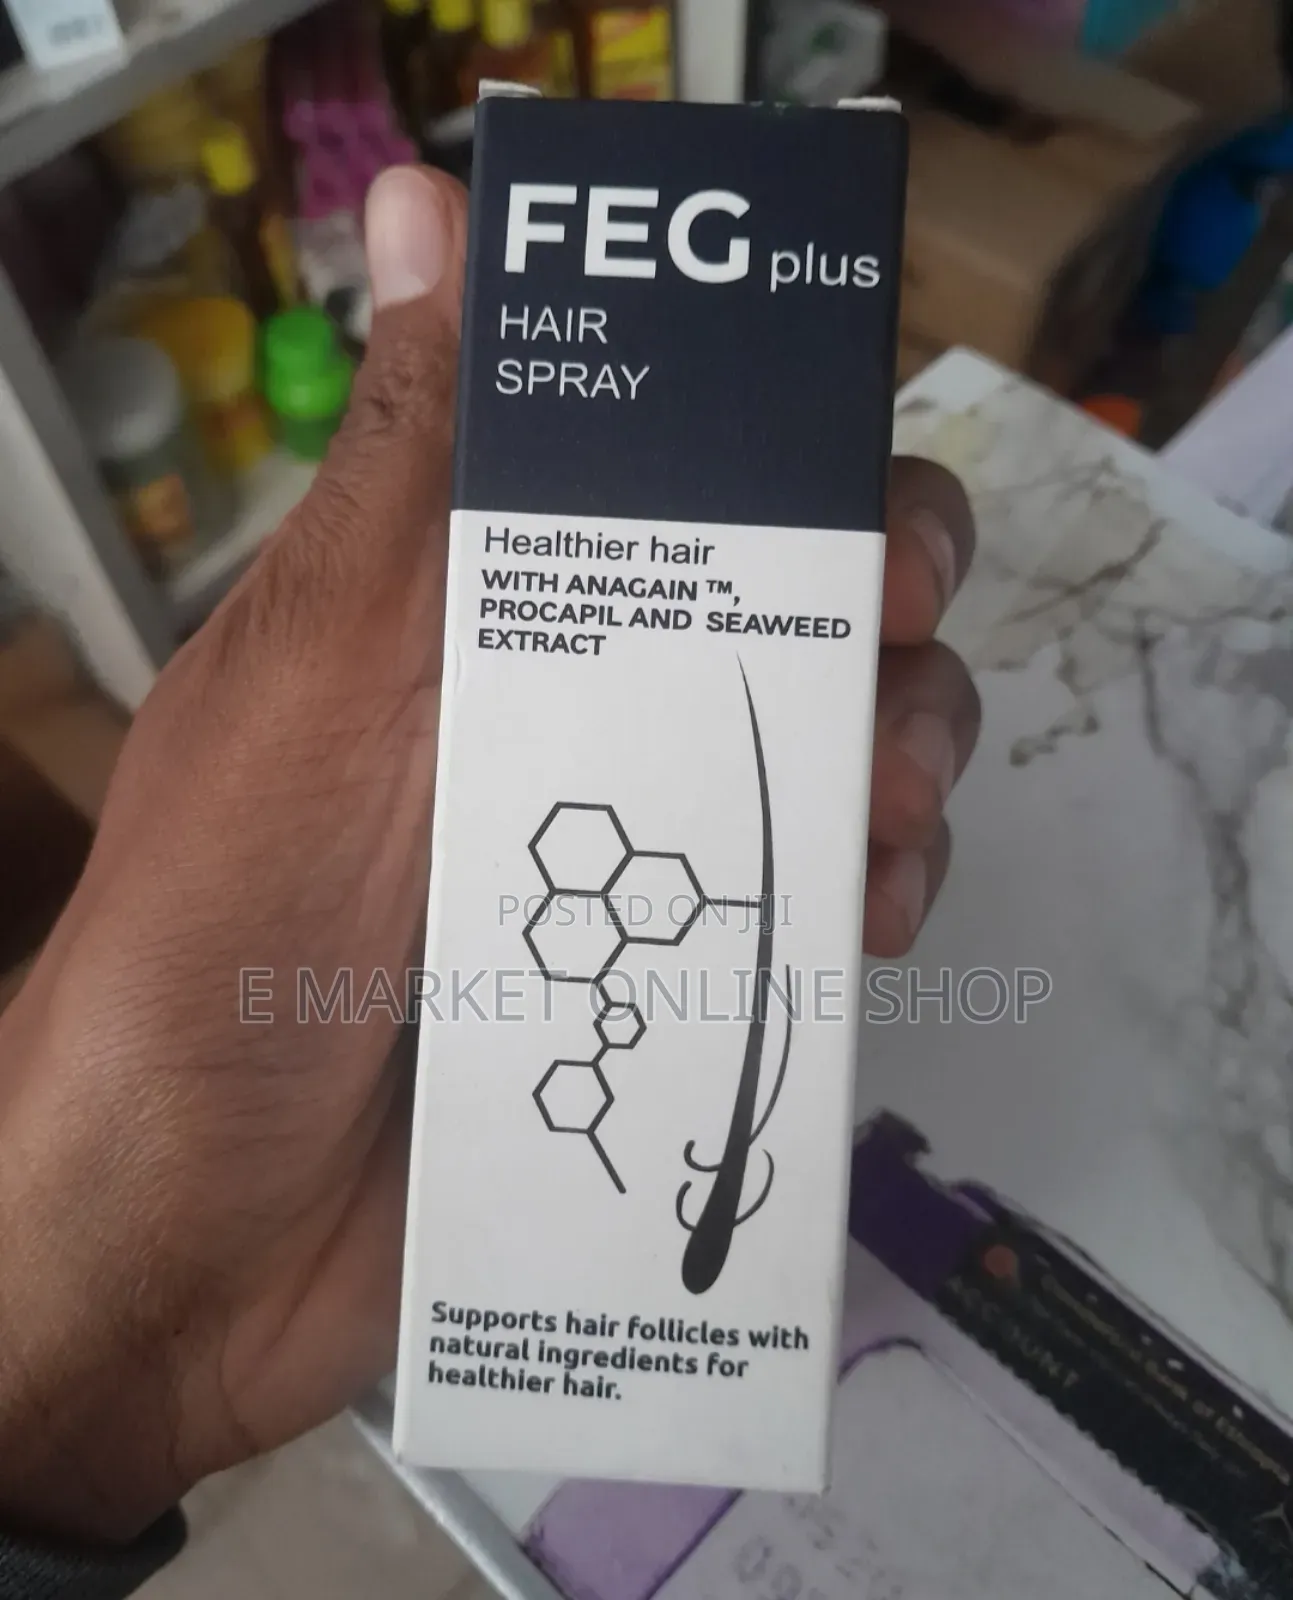 FEG plus
HAIR
SPRAY
Healthier hair
WITH ANAGAIN ™,
PROCAPIL AND SEAWEED
EXTRACT
POSTED ON JIJI
E MARKET ONLINE SHOP
Supports hair follicles with
natural ingredients for
healthier hair.
ACCOUNT